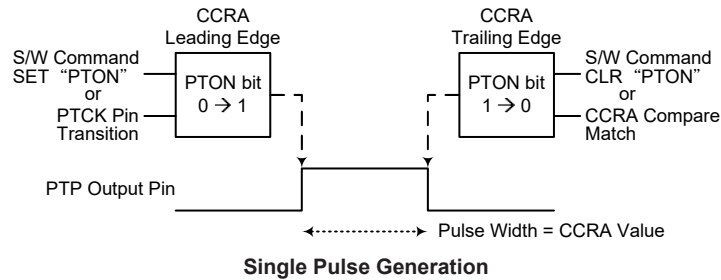 CCRA
Leading Edge
S/W Command
SET “PTON”
or
PTCK Pin
Transition
PTON bit
0 → 1
CCRA
Trailing Edge
PTON bit
1 → 0
S/W Command
CLR “PTON”
or
CCRA Compare
Match
PTP Output Pin
Pulse Width = CCRA Value
Single Pulse Generation